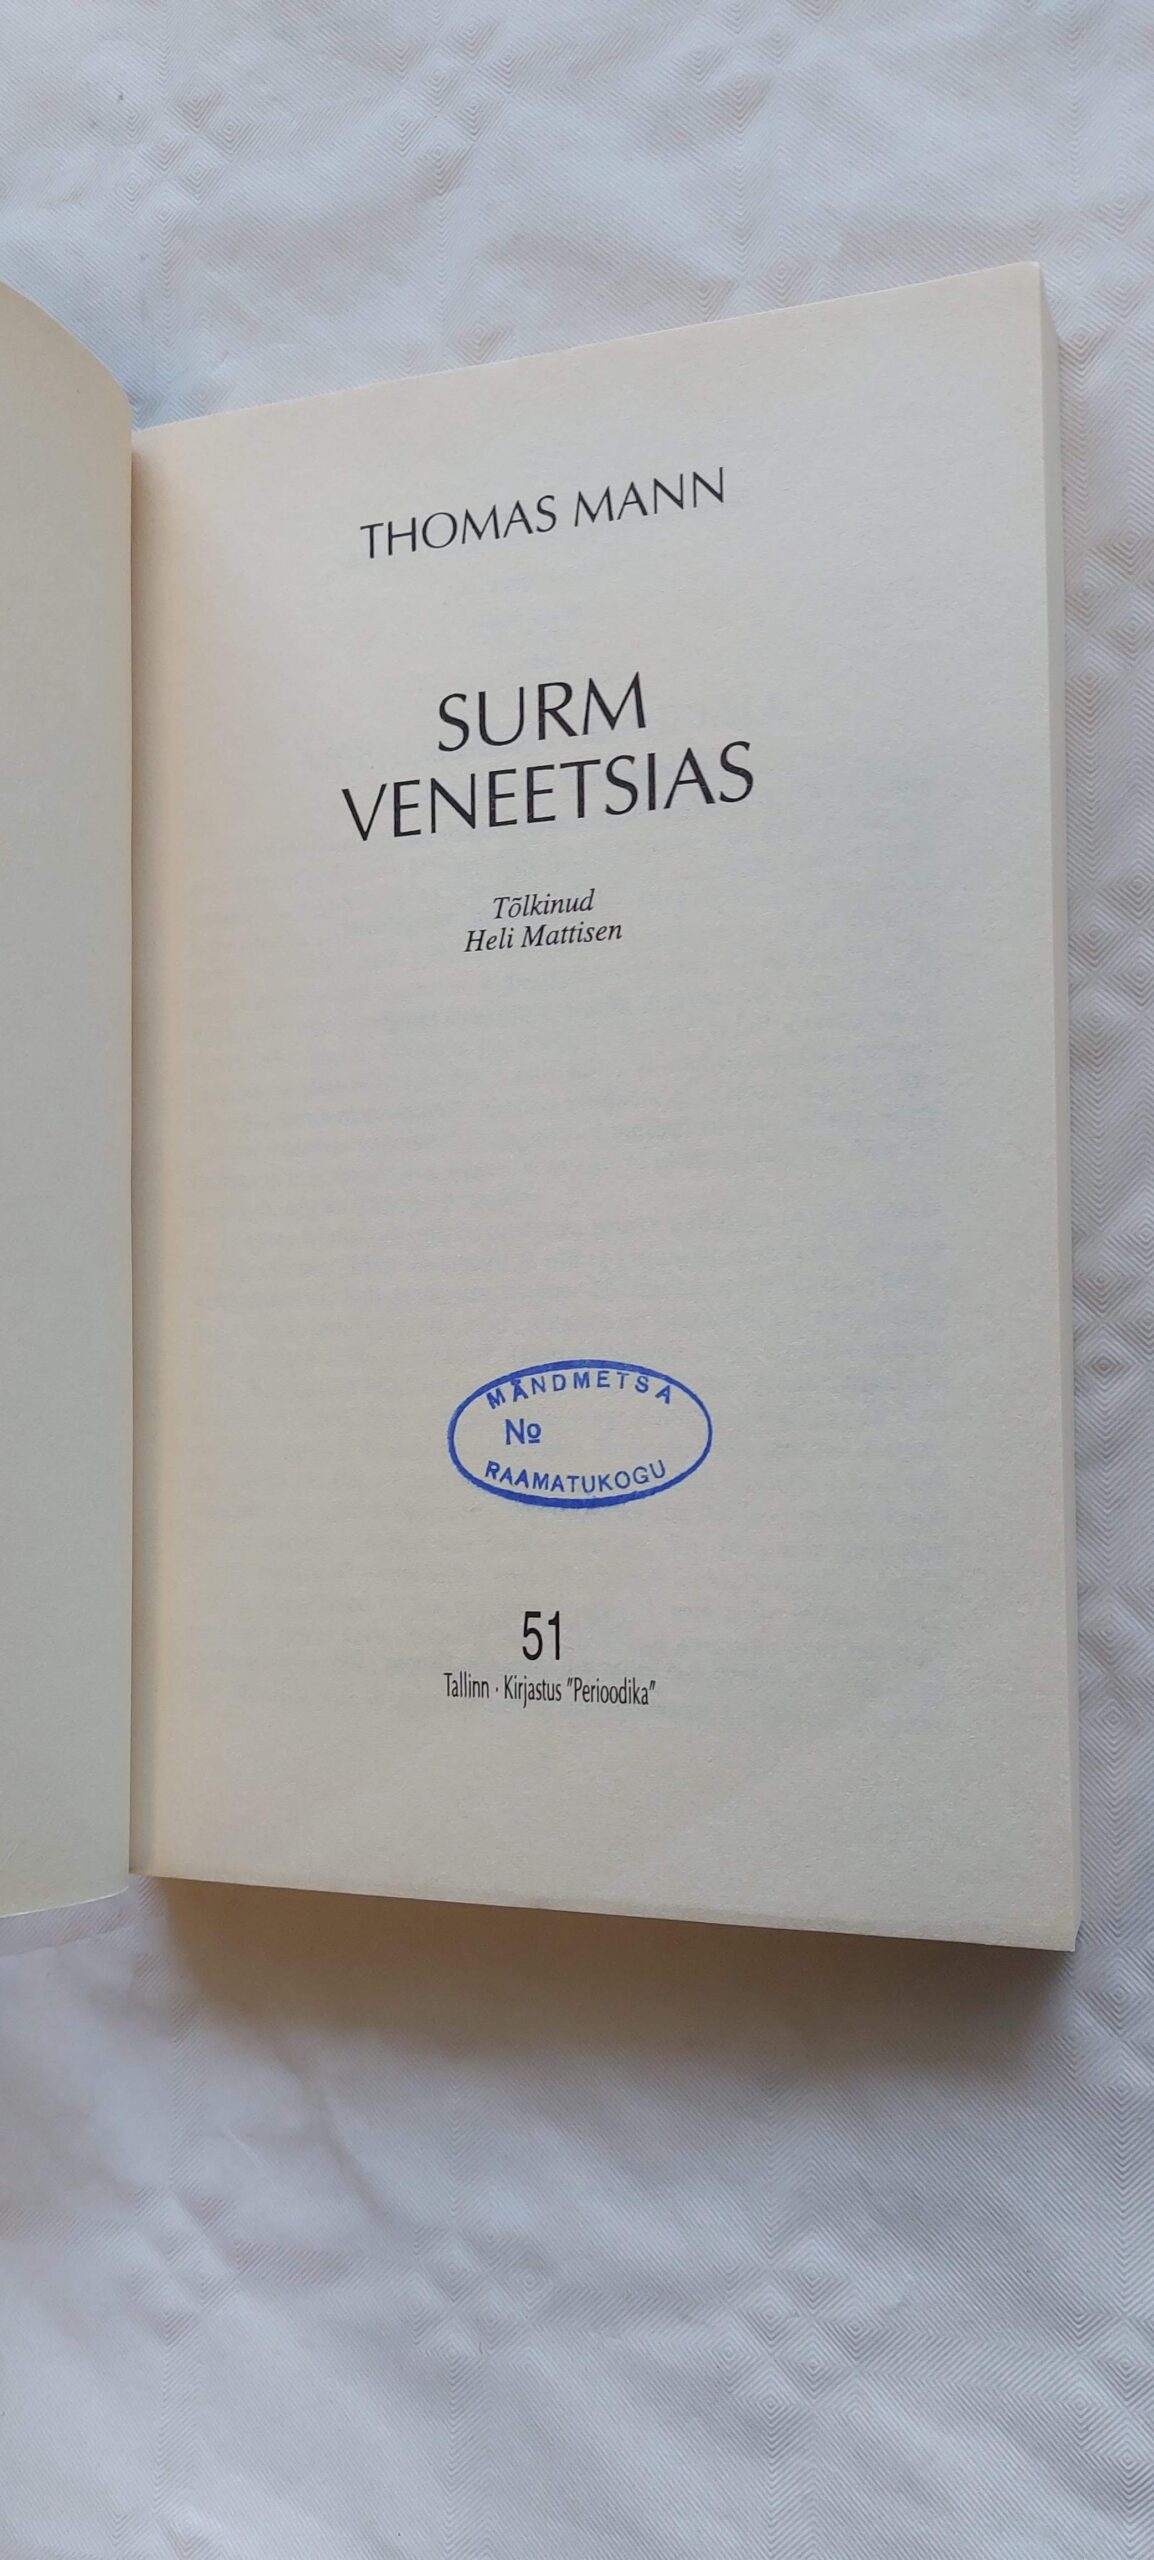 THOMAS MANN
SURM
VENEETSIAS
Tõlkinud
Heli Mattisen
MÄNDMETSA
№
RAAMATUKOGU
51
Tallinn · Kirjastus "Perioodika"